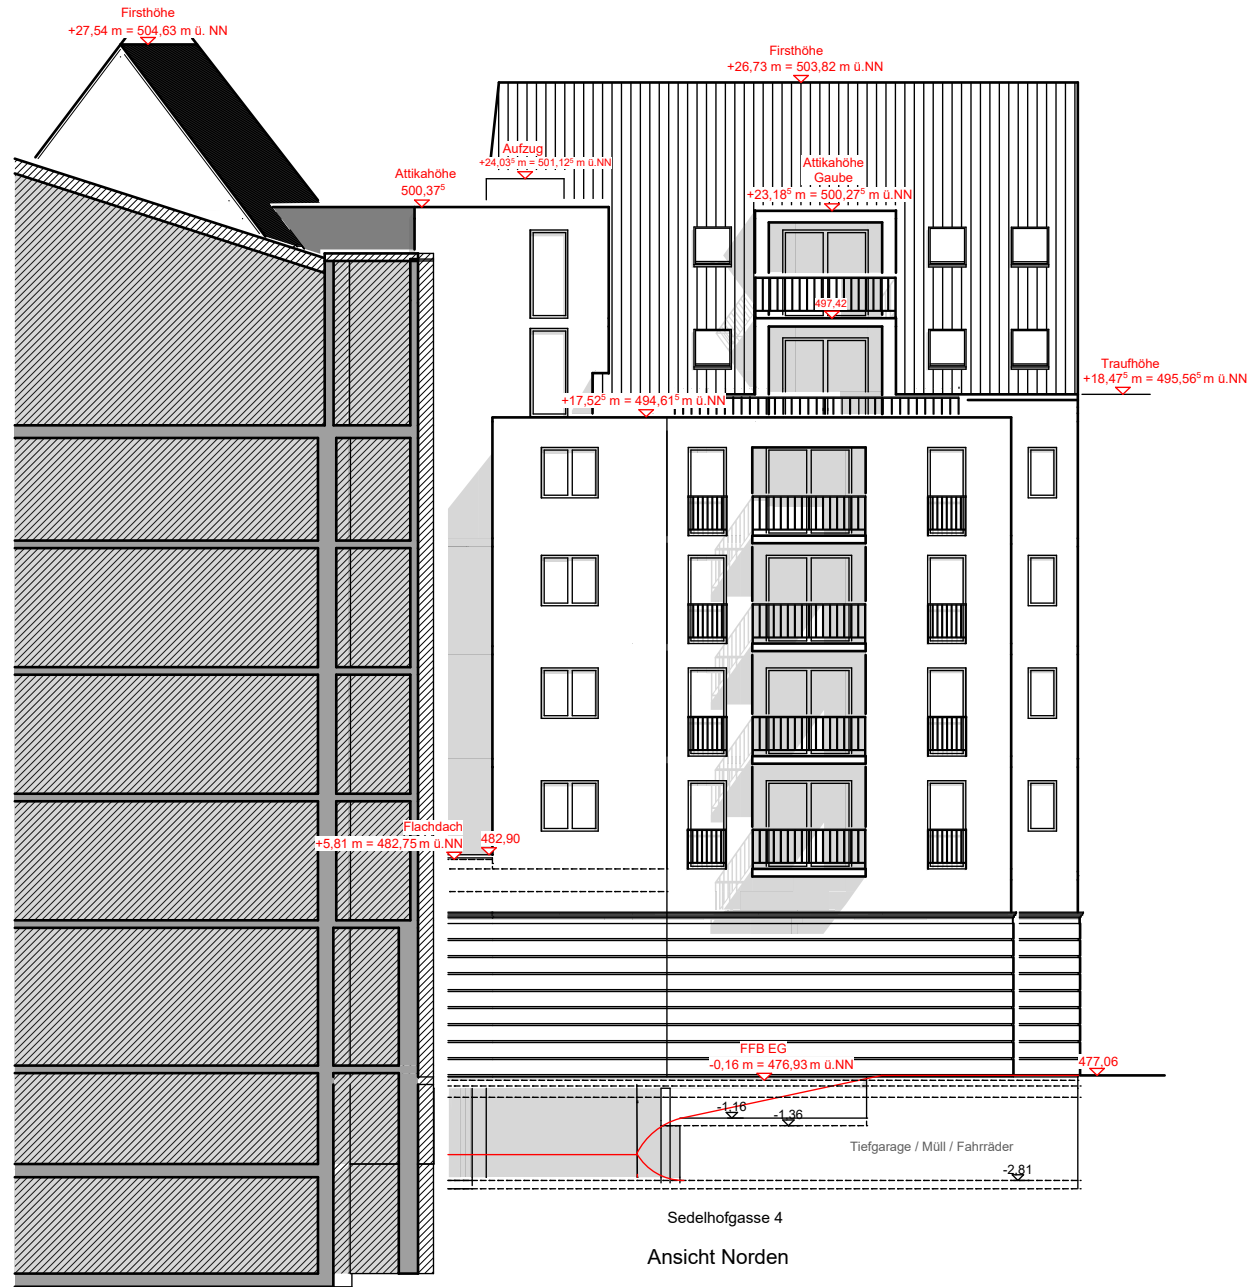 Firsthöhe
+27,54 m = 504,63 m ü. NN
Firsthöhe
+26,73 m = 503,82 m ü.NN
Aufzug
+24,03⁵ m = 501,12⁵ m ü.NN
Attikahöhe
500,37⁵
Attikahöhe
Gaube
+23,18⁵ m = 500,27⁵ m ü.NN
497,42
Traufhöhe
+18,47⁵ m = 495,56⁵ m ü.NN
+17,52⁵ m = 494,61⁵ m ü.NN
Flachdach
+5,81 m = 482,75 m ü.NN
482,90
FFB EG
-0,16 m = 476,93 m ü.NN
477,06
-1,16
-1,36
Tiefgarage / Müll / Fahrräder
-2,81
Sedelhofgasse 4
Ansicht Norden